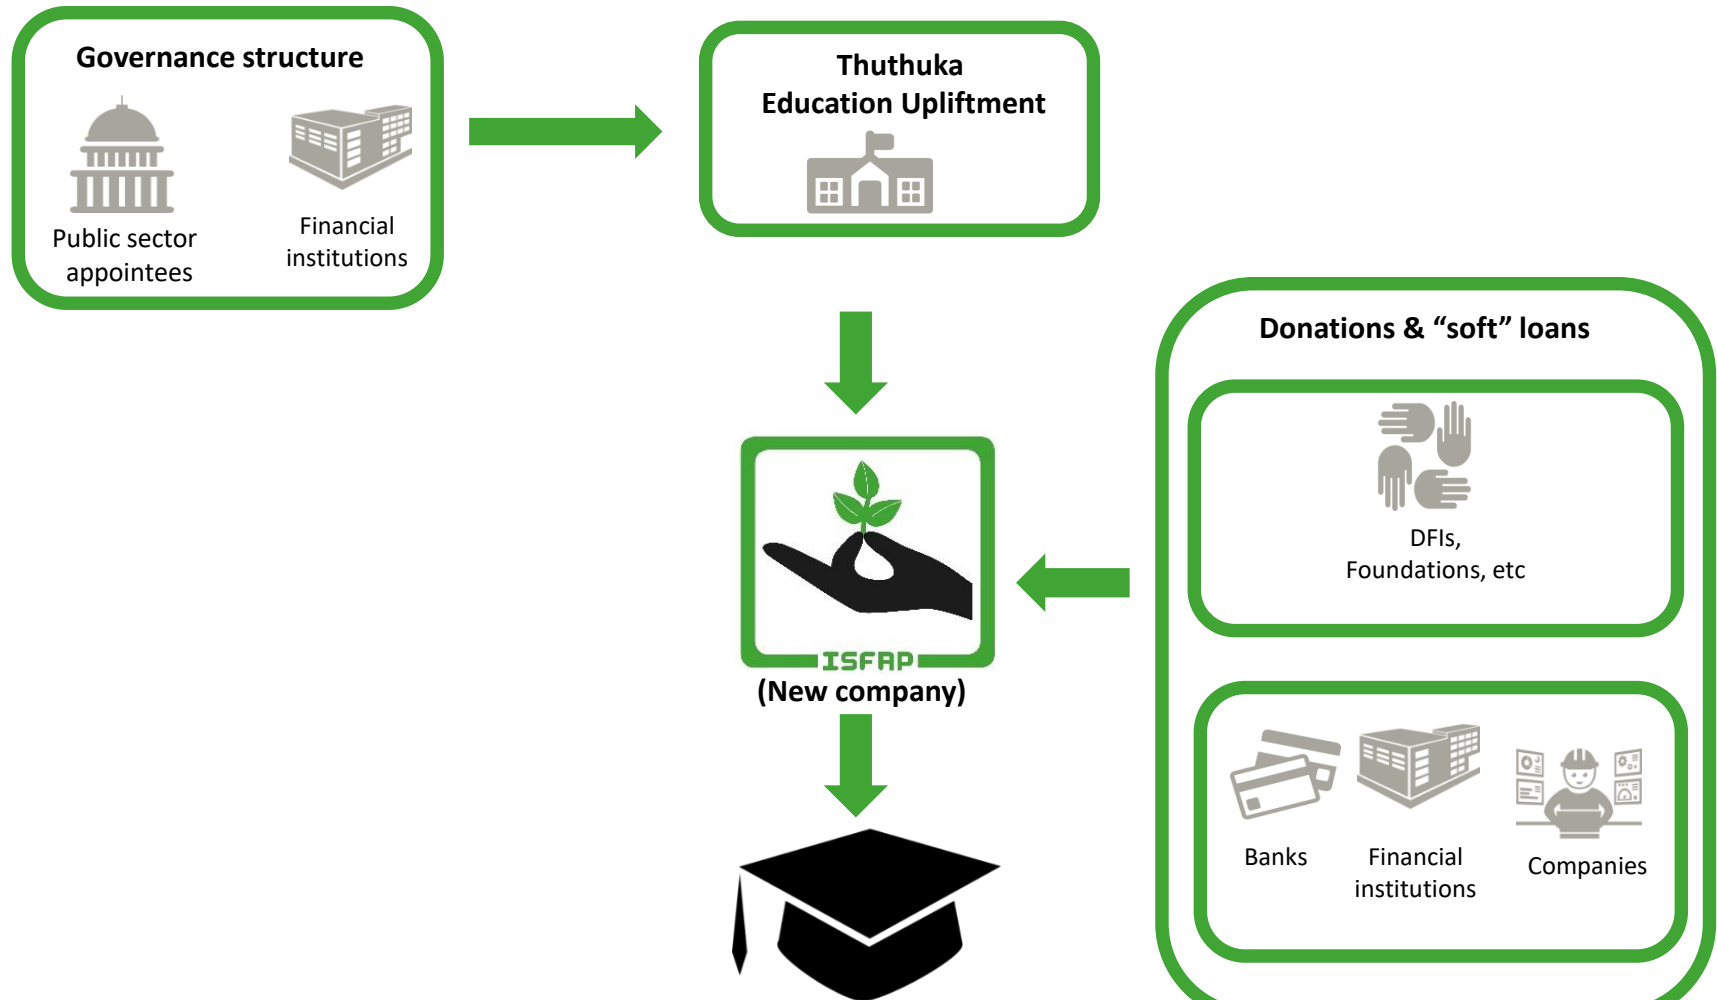 Governance structure
Public sector
appointees
Financial
institutions
Thuthuka
Education Upliftment
Donations & “soft” loans
DFIs,
Foundations, etc
ISFAP
(New company)
Banks
Financial
institutions
Companies